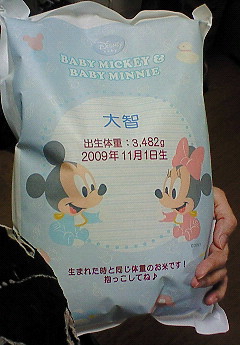 Disney
BABY MICKEY &
BABY MINNIE
大智
出生体重：3,482g
2009年11月1日生
生まれた時と同じ体重のお米です！
抱っこしてね♪